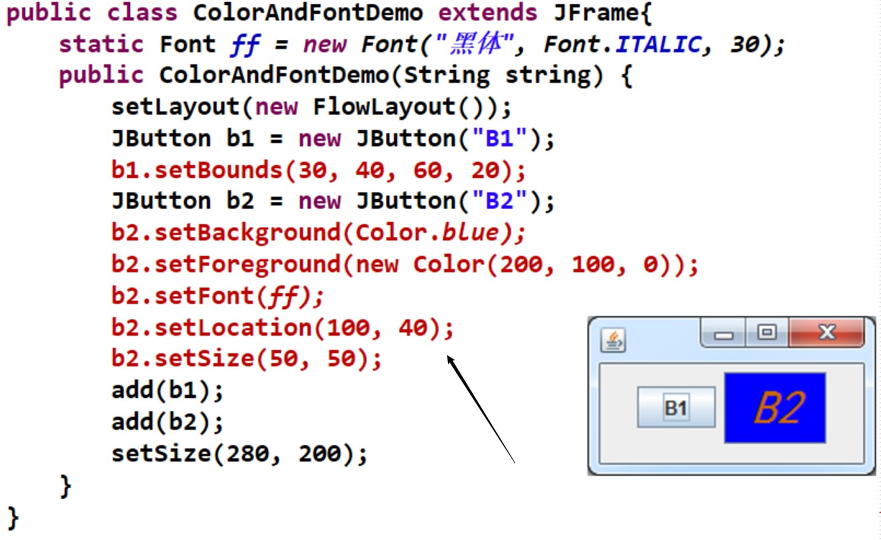 public class ColorAndFontDemo extends JFrame{
static Font ff = new Font("黑体", Font.ITALIC, 30);
public ColorAndFontDemo(String string) {
setLayout(new FlowLayout());
JButton b1 = new JButton("B1");
b1.setBounds(30, 40, 60, 20);
JButton b2 = new JButton("B2");
b2.setBackground(Color.blue);
b2.setForeground(new Color(200, 100, 0));
b2.setFont(ff);
b2.setLocation(100, 40);
b2.setSize(50, 50);
add(b1);
add(b2);
setSize(280, 200);
}
}
B1 B2